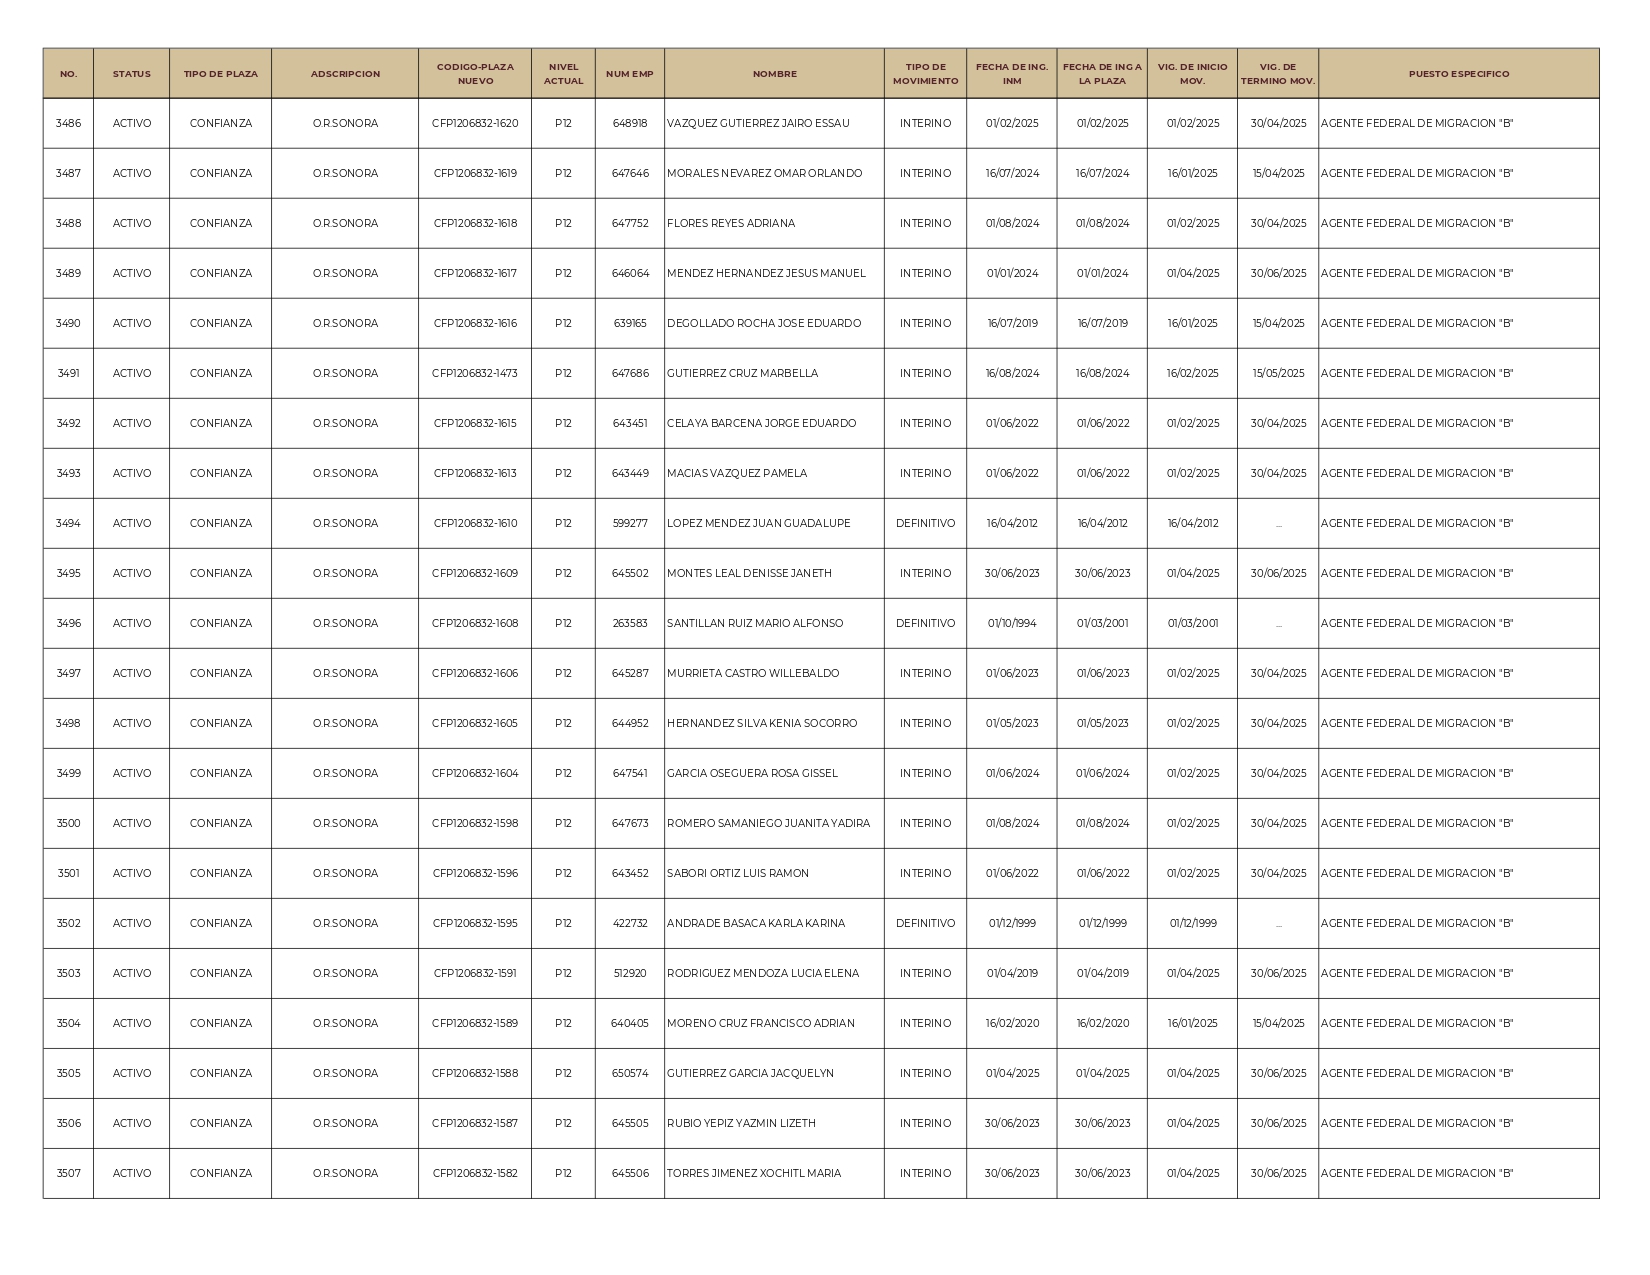 NO. STATUS TIPO DE PLAZA ADSCRIPCION CODIGO-PLAZA NUEVO NIVEL ACTUAL NUM EMP NOMBRE TIPO DE MOVIMIENTO FECHA DE ING. INM FECHA DE ING A LA PLAZA VIG. DE INICIO MOV. VIG. DE TERMINO MOV. PUESTO ESPECIFICO
3486 ACTIVO CONFIANZA O.R.SONORA CFP1206832-1620 P12 648918 VAZQUEZ GUTIERREZ JAIRO ESSAU INTERINO 01/02/2025 01/02/2025 01/02/2025 30/04/2025 AGENTE FEDERAL DE MIGRACION "B"
3487 ACTIVO CONFIANZA O.R.SONORA CFP1206832-1619 P12 647646 MORALES NEVAREZ OMAR ORLANDO INTERINO 16/07/2024 16/07/2024 16/01/2025 15/04/2025 AGENTE FEDERAL DE MIGRACION "B"
3488 ACTIVO CONFIANZA O.R.SONORA CFP1206832-1618 P12 647752 FLORES REYES ADRIANA INTERINO 01/08/2024 01/08/2024 01/02/2025 30/04/2025 AGENTE FEDERAL DE MIGRACION "B"
3489 ACTIVO CONFIANZA O.R.SONORA CFP1206832-1617 P12 646064 MENDEZ HERNANDEZ JESUS MANUEL INTERINO 01/01/2024 01/01/2024 01/04/2025 30/06/2025 AGENTE FEDERAL DE MIGRACION "B"
3490 ACTIVO CONFIANZA O.R.SONORA CFP1206832-1616 P12 639165 DEGOLLADO ROCHA JOSE EDUARDO INTERINO 16/07/2019 16/07/2019 16/01/2025 15/04/2025 AGENTE FEDERAL DE MIGRACION "B"
3491 ACTIVO CONFIANZA O.R.SONORA CFP1206832-1473 P12 647686 GUTIERREZ CRUZ MARBELLA INTERINO 16/08/2024 16/08/2024 16/02/2025 15/05/2025 AGENTE FEDERAL DE MIGRACION "B"
3492 ACTIVO CONFIANZA O.R.SONORA CFP1206832-1615 P12 643451 CELAYA BARCENA JORGE EDUARDO INTERINO 01/06/2022 01/06/2022 01/02/2025 30/04/2025 AGENTE FEDERAL DE MIGRACION "B"
3493 ACTIVO CONFIANZA O.R.SONORA CFP1206832-1613 P12 643449 MACIAS VAZQUEZ PAMELA INTERINO 01/06/2022 01/06/2022 01/02/2025 30/04/2025 AGENTE FEDERAL DE MIGRACION "B"
3494 ACTIVO CONFIANZA O.R.SONORA CFP1206832-1610 P12 599277 LOPEZ MENDEZ JUAN GUADALUPE DEFINITIVO 16/04/2012 16/04/2012 16/04/2012 ... AGENTE FEDERAL DE MIGRACION "B"
3495 ACTIVO CONFIANZA O.R.SONORA CFP1206832-1609 P12 645502 MONTES LEAL DENISSE JANETH INTERINO 30/06/2023 30/06/2023 01/04/2025 30/06/2025 AGENTE FEDERAL DE MIGRACION "B"
3496 ACTIVO CONFIANZA O.R.SONORA CFP1206832-1608 P12 263583 SANTILLAN RUIZ MARIO ALFONSO DEFINITIVO 01/10/1994 01/03/2001 01/03/2001 ... AGENTE FEDERAL DE MIGRACION "B"
3497 ACTIVO CONFIANZA O.R.SONORA CFP1206832-1606 P12 645287 MURRIETA CASTRO WILLEBALDO INTERINO 01/06/2023 01/06/2023 01/02/2025 30/04/2025 AGENTE FEDERAL DE MIGRACION "B"
3498 ACTIVO CONFIANZA O.R.SONORA CFP1206832-1605 P12 644952 HERNANDEZ SILVA KENIA SOCORRO INTERINO 01/05/2023 01/05/2023 01/02/2025 30/04/2025 AGENTE FEDERAL DE MIGRACION "B"
3499 ACTIVO CONFIANZA O.R.SONORA CFP1206832-1604 P12 647541 GARCIA OSEGUERA ROSA GISSEL INTERINO 01/06/2024 01/06/2024 01/02/2025 30/04/2025 AGENTE FEDERAL DE MIGRACION "B"
3500 ACTIVO CONFIANZA O.R.SONORA CFP1206832-1598 P12 647673 ROMERO SAMANIEGO JUANITA YADIRA INTERINO 01/08/2024 01/08/2024 01/02/2025 30/04/2025 AGENTE FEDERAL DE MIGRACION "B"
3501 ACTIVO CONFIANZA O.R.SONORA CFP1206832-1596 P12 643452 SABORI ORTIZ LUIS RAMON INTERINO 01/06/2022 01/06/2022 01/02/2025 30/04/2025 AGENTE FEDERAL DE MIGRACION "B"
3502 ACTIVO CONFIANZA O.R.SONORA CFP1206832-1595 P12 422732 ANDRADE BASACA KARLA KARINA DEFINITIVO 01/12/1999 01/12/1999 01/12/1999 ... AGENTE FEDERAL DE MIGRACION "B"
3503 ACTIVO CONFIANZA O.R.SONORA CFP1206832-1591 P12 512920 RODRIGUEZ MENDOZA LUCIA ELENA INTERINO 01/04/2019 01/04/2019 01/04/2025 30/06/2025 AGENTE FEDERAL DE MIGRACION "B"
3504 ACTIVO CONFIANZA O.R.SONORA CFP1206832-1589 P12 640405 MORENO CRUZ FRANCISCO ADRIAN INTERINO 16/02/2020 16/02/2020 16/01/2025 15/04/2025 AGENTE FEDERAL DE MIGRACION "B"
3505 ACTIVO CONFIANZA O.R.SONORA CFP1206832-1588 P12 650574 GUTIERREZ GARCIA JACQUELYN INTERINO 01/04/2025 01/04/2025 01/04/2025 30/06/2025 AGENTE FEDERAL DE MIGRACION "B"
3506 ACTIVO CONFIANZA O.R.SONORA CFP1206832-1587 P12 645505 RUBIO YEPIZ YAZMIN LIZETH INTERINO 30/06/2023 30/06/2023 01/04/2025 30/06/2025 AGENTE FEDERAL DE MIGRACION "B"
3507 ACTIVO CONFIANZA O.R.SONORA CFP1206832-1582 P12 645506 TORRES JIMENEZ XOCHITL MARIA INTERINO 30/06/2023 30/06/2023 01/04/2025 30/06/2025 AGENTE FEDERAL DE MIGRACION "B"